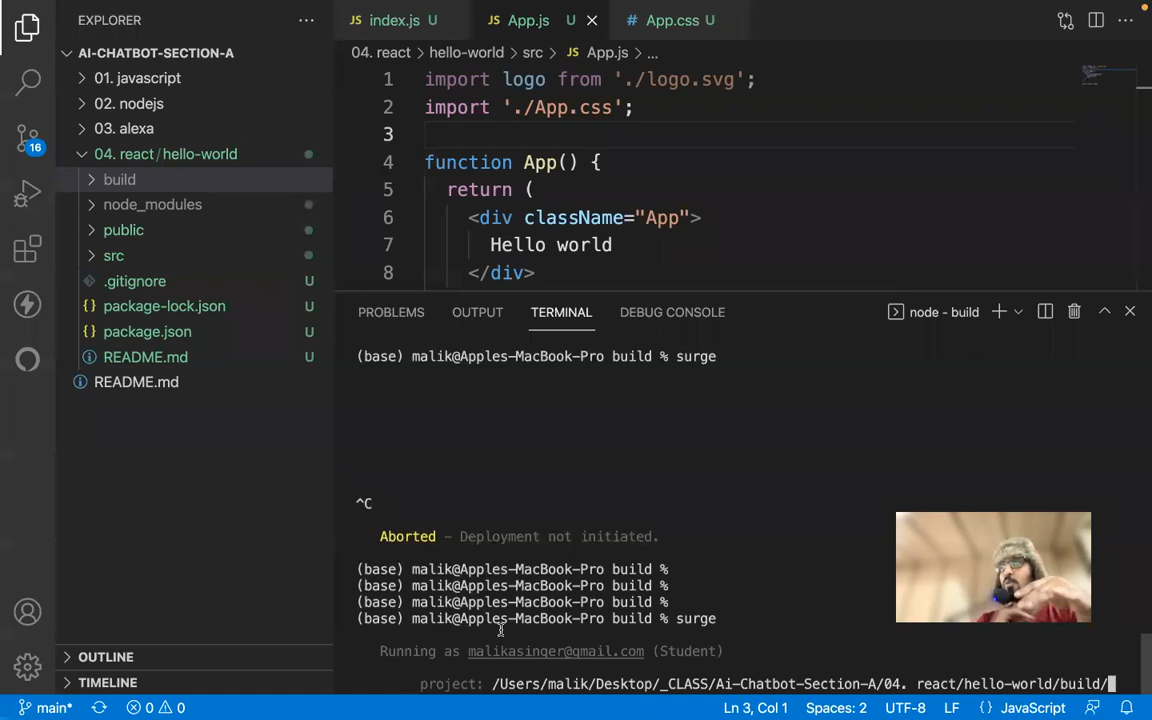 EXPLORER
AI-CHATBOT-SECTION-A
01. javascript
02. nodejs
03. alexa
04. react/hello-world
build
node_modules
public
src
.gitignore U
{} package-lock.json U
{} package.json U
README.md U
README.md
OUTLINE
TIMELINE
JS index.js U
JS App.js U
# App.css U
04. react > hello-world > src > JS App.js > ...
1 import logo from './logo.svg';
2 import './App.css';
3
4 function App() {
5 return (
6 <div className="App">
7 Hello world
8 </div>
PROBLEMS OUTPUT TERMINAL DEBUG CONSOLE node - build
(base) malik@Apples-MacBook-Pro build % surge
^C
Aborted - Deployment not initiated.
(base) malik@Apples-MacBook-Pro build %
(base) malik@Apples-MacBook-Pro build %
(base) malik@Apples-MacBook-Pro build %
(base) malik@Apples-MacBook-Pro build % surge
Running as malikasinger@gmail.com (Student)
project: /Users/malik/Desktop/_CLASS/Ai-Chatbot-Section-A/04. react/hello-world/build/
16
main* 0 0 Ln 3, Col 1 Spaces: 2 UTF-8 LF {} JavaScript